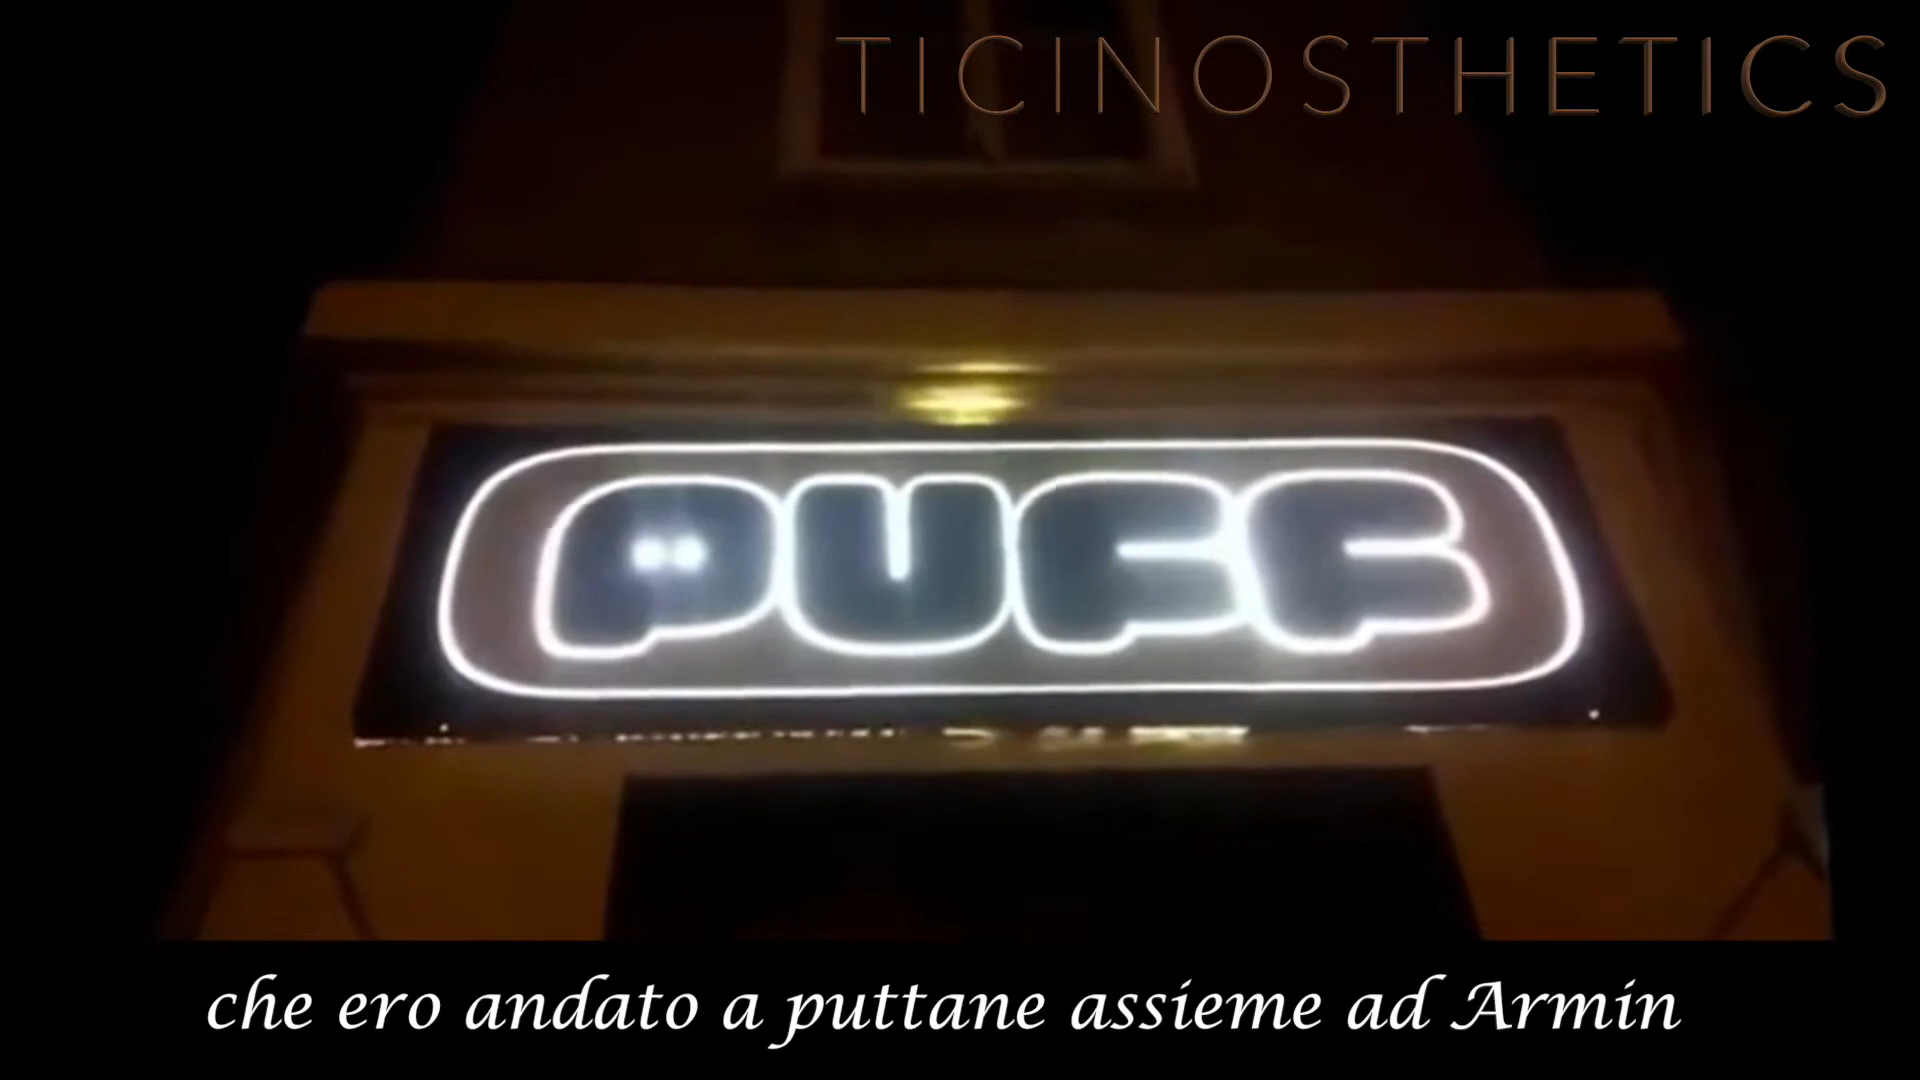 TICINOSTHETICS
PUFF
che ero andato a puttane assieme ad Armin